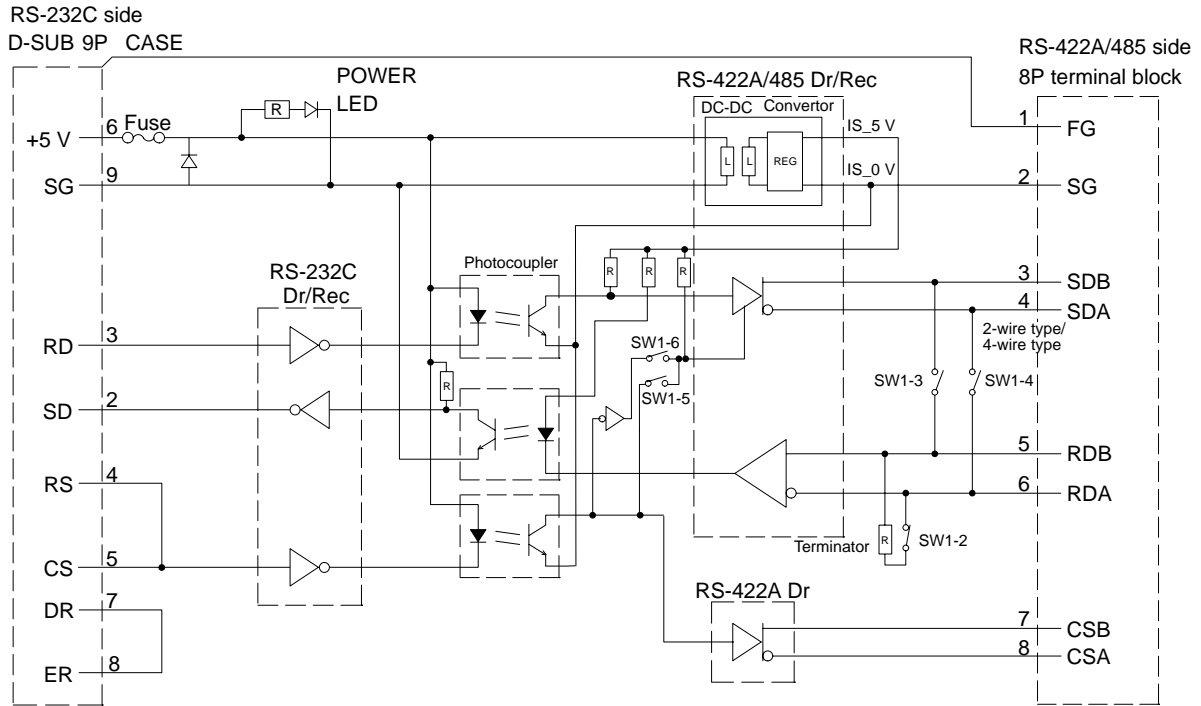 RS-232C side
D-SUB 9P CASE
RS-422A/485 side
8P terminal block
POWER
LED
RS-422A/485 Dr/Rec
DC-DC Convertor
R
6 Fuse
+5 V
IS_5 V
1 FG
L L REG
SG 9
IS_0 V
2 SG
Photocoupler
RS-232C
Dr/Rec
R R R
3 SDB
4 SDA
2-wire type/
4-wire type
RD 3
SW1-6
R
SW1-3 SW1-4
SW1-5
SD 2
5 RDB
RS 4
6 RDA
Terminator R SW1-2
CS 5
RS-422A Dr
DR 7
7 CSB
8 CSA
ER 8